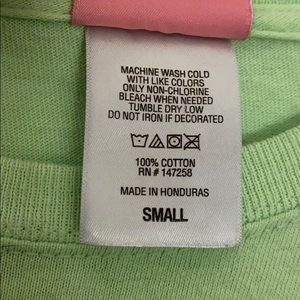 MACHINE WASH COLD
WITH LIKE COLORS
ONLY NON-CHLORINE
BLEACH WHEN NEEDED
TUMBLE DRY LOW
DO NOT IRON IF DECORATED
100% COTTON
RN # 147258
MADE IN HONDURAS
SMALL